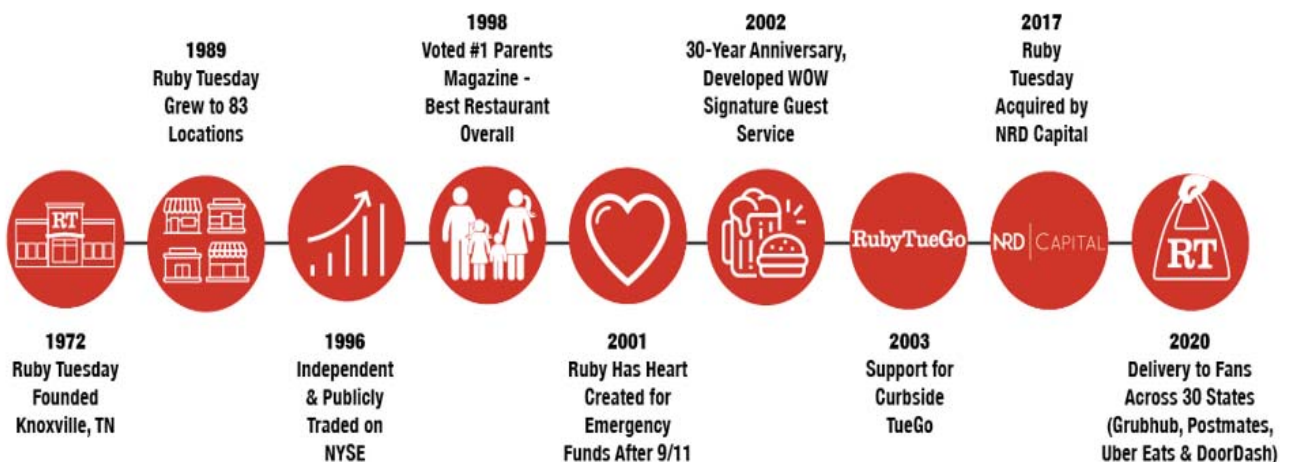 1972
Ruby Tuesday
Founded
Knoxville, TN
RT
1989
Ruby Tuesday
Grew to 83
Locations
1996
Independent
& Publicly
Traded on
NYSE
1998
Voted #1 Parents
Magazine -
Best Restaurant
Overall
2001
Ruby Has Heart
Created for
Emergency
Funds After 9/11
2002
30-Year Anniversary,
Developed WOW
Signature Guest
Service
RubyTueGo
2003
Support for
Curbside
TueGo
2017
Ruby
Tuesday
Acquired by
NRD Capital
NRD | CAPITAL
RT
2020
Delivery to Fans
Across 30 States
(Grubhub, Postmates,
Uber Eats & DoorDash)